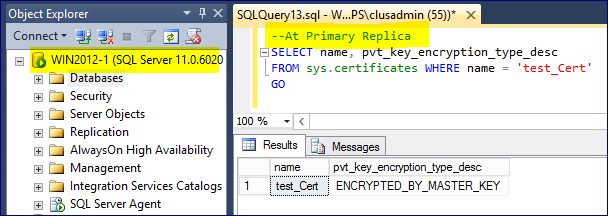 Object Explorer
Connect
WIN2012-1 (SQL Server 11.0.6020
Databases
Security
Server Objects
Replication
AlwaysOn High Availability
Management
Integration Services Catalogs
SQL Server Agent
SQLQuery13.sql - W...PS\clusadmin (55))*
--At Primary Replica
SELECT name, pvt_key_encryption_type_desc
FROM sys.certificates WHERE name = 'test_Cert'
GO
100 %
Results Messages
name pvt_key_encryption_type_desc
1 test_Cert ENCRYPTED_BY_MASTER_KEY